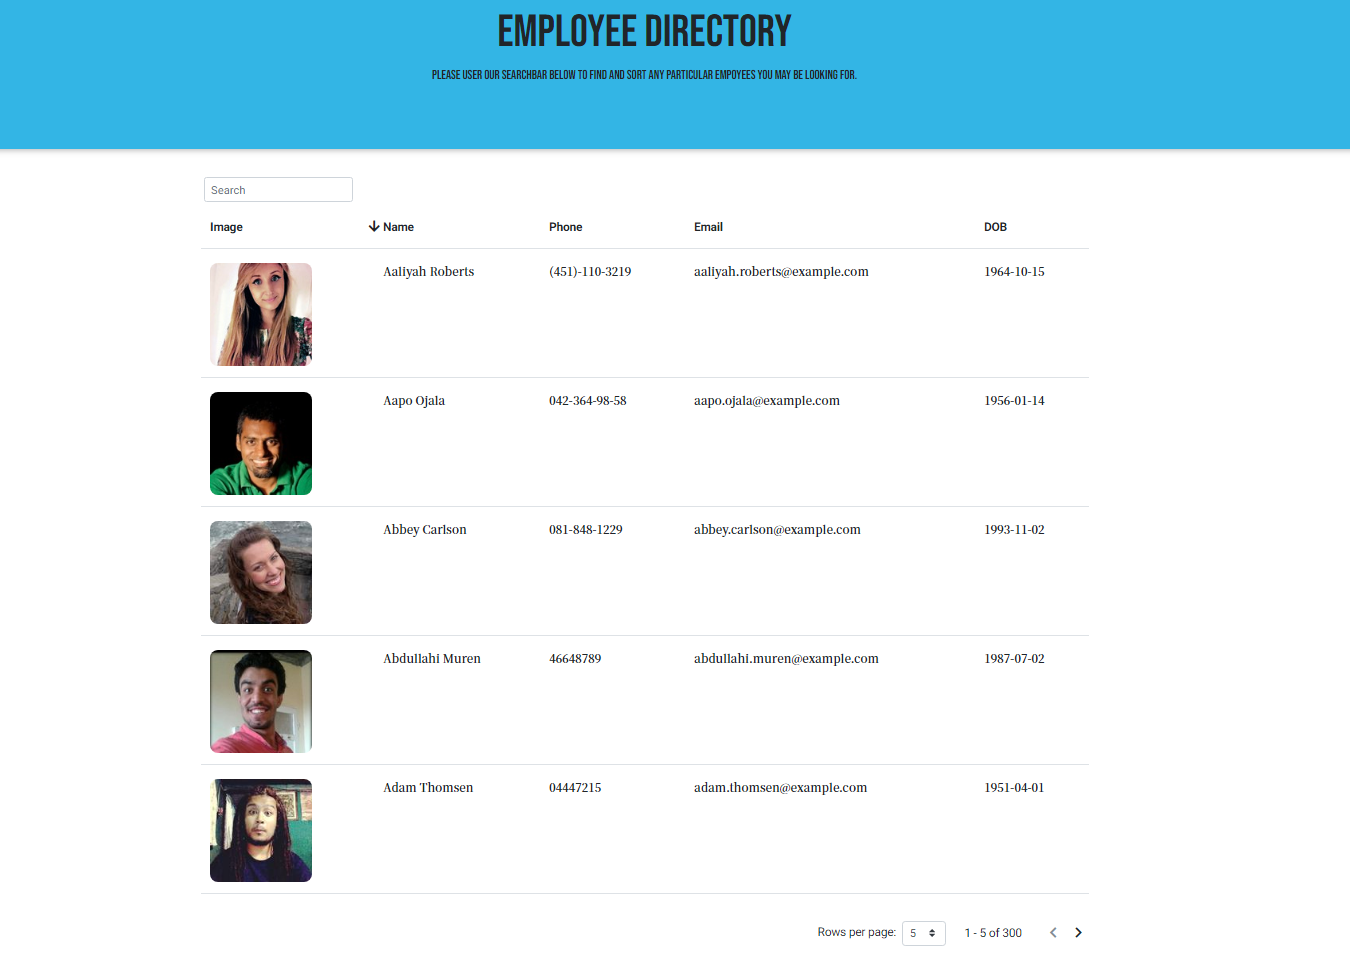 EMPLOYEE DIRECTORY
PLEASE USER OUR SEARCHBAR BELOW TO FIND AND SORT ANY PARTICULAR EMPOYEES YOU MAY BE LOOKING FOR.
Search
Image Name Phone Email DOB
Aaliyah Roberts (451)-110-3219 aaliyah.roberts@example.com 1964-10-15
Aapo Ojala 042-364-98-58 aapo.ojala@example.com 1956-01-14
Abbey Carlson 081-848-1229 abbey.carlson@example.com 1993-11-02
Abdullahi Muren 46648789 abdullahi.muren@example.com 1987-07-02
Adam Thomsen 04447215 adam.thomsen@example.com 1951-04-01
Rows per page: 5 1 - 5 of 300